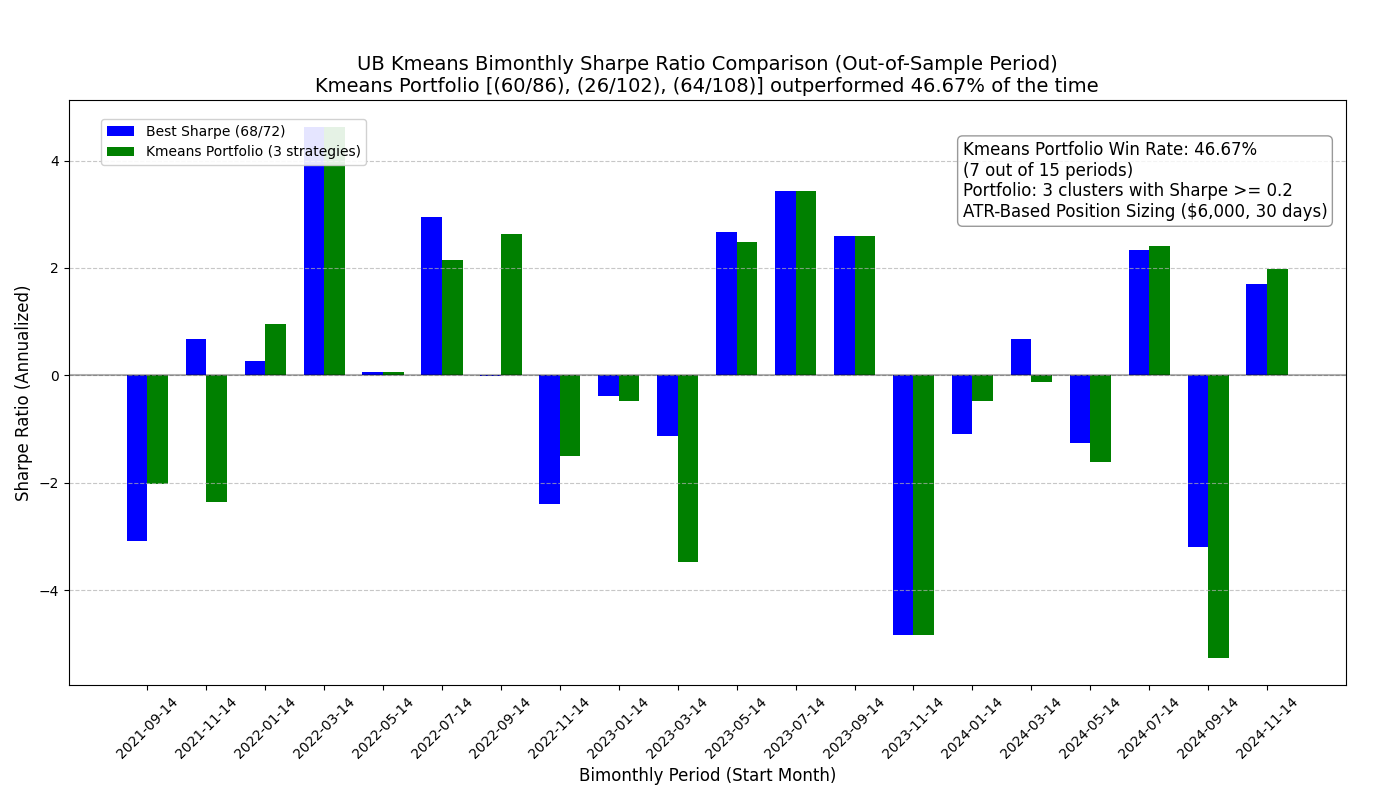 UB Kmeans Bimonthly Sharpe Ratio Comparison (Out-of-Sample Period)
Kmeans Portfolio [(60/86), (26/102), (64/108)] outperformed 46.67% of the time
Best Sharpe (68/72)
Kmeans Portfolio (3 strategies)
Kmeans Portfolio Win Rate: 46.67%
(7 out of 15 periods)
Portfolio: 3 clusters with Sharpe >= 0.2
ATR-Based Position Sizing ($6,000, 30 days)
Sharpe Ratio (Annualized)
4
2
0
−2
−4
2021-09-14
2021-11-14
2022-01-14
2022-03-14
2022-05-14
2022-07-14
2022-09-14
2022-11-14
2023-01-14
2023-03-14
2023-05-14
2023-07-14
2023-09-14
2023-11-14
2024-01-14
2024-03-14
2024-05-14
2024-07-14
2024-09-14
2024-11-14
Bimonthly Period (Start Month)